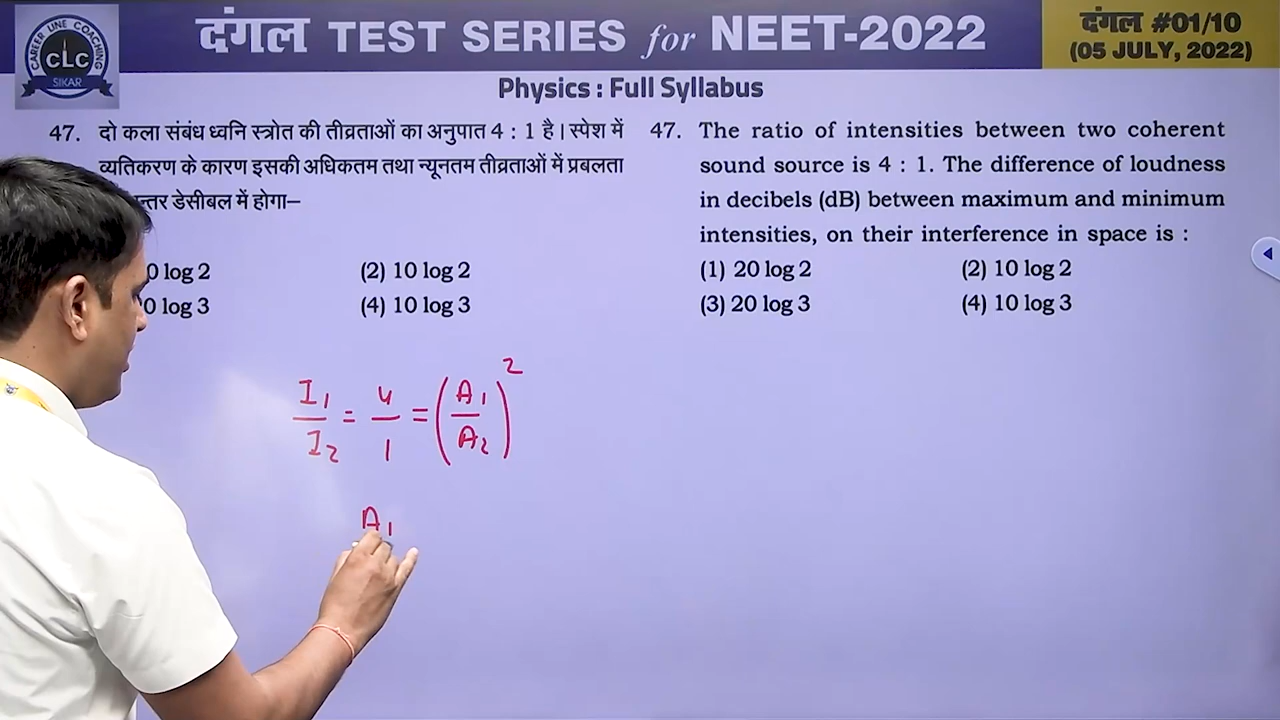 CAREER LINE COACHING
CLC
SIKAR
दंगल TEST SERIES for NEET-2022
दंगल #01/10
(05 JULY, 2022)
Physics : Full Syllabus
47. दो कला संबंध ध्वनि स्त्रोत की तीव्रताओं का अनुपात 4 : 1 है। स्पेश में
व्यतिकरण के कारण इसकी अधिकतम तथा न्यूनतम तीव्रताओं में प्रबलता
डेसीबल में होगा–
0 log 2
(2) 10 log 2
0 log 3
(4) 10 log 3
47. The ratio of intensities between two coherent
sound source is 4 : 1. The difference of loudness
in decibels (dB) between maximum and minimum
intensities, on their interference in space is :
(1) 20 log 2
(2) 10 log 2
(3) 20 log 3
(4) 10 log 3
I₁/I₂ = 4/1 = (A₁/A₂)²
A₁